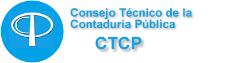 Consejo Técnico de la
Contaduría Pública
CTCP